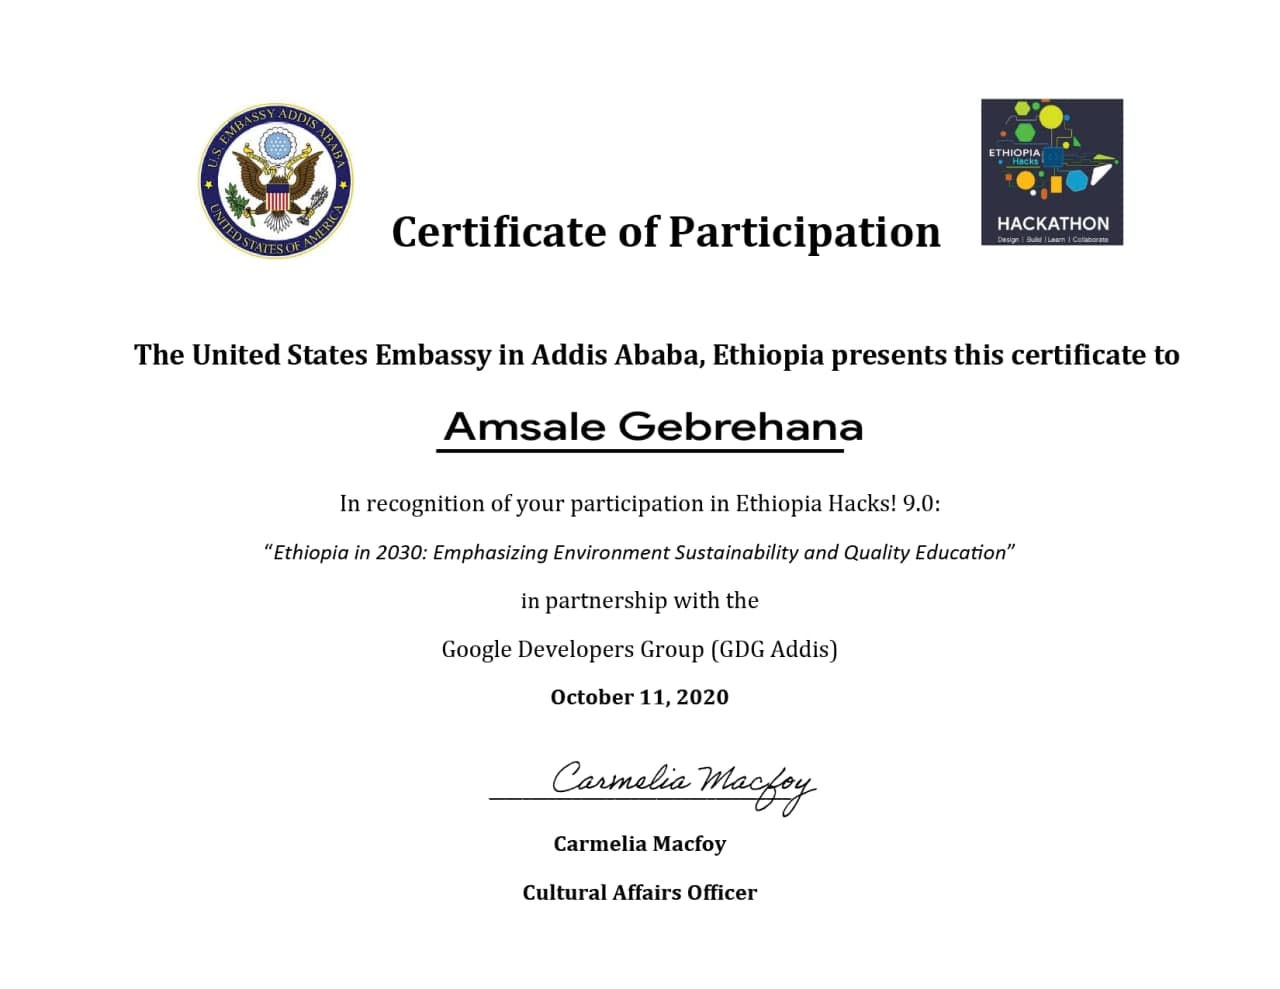 U.S. EMBASSY ADDIS ABABA
UNITED STATES OF AMERICA
ETHIOPIA
Hacks
HACKATHON
Design | Build | Learn | Collaborate
Certificate of Participation
The United States Embassy in Addis Ababa, Ethiopia presents this certificate to
Amsale Gebrehana
In recognition of your participation in Ethiopia Hacks! 9.0:
“Ethiopia in 2030: Emphasizing Environment Sustainability and Quality Education”
in partnership with the
Google Developers Group (GDG Addis)
October 11, 2020
Carmelia Macfoy
Carmelia Macfoy
Cultural Affairs Officer